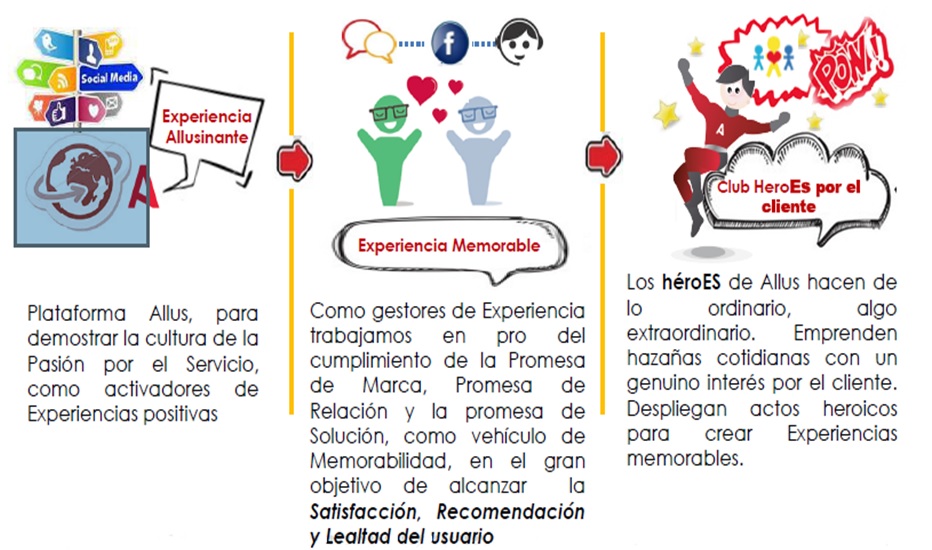 Social Media
Experiencia
Allusinante
A
Plataforma Allus, para
demostrar la cultura de la
Pasión por el Servicio,
como activadores de
Experiencias positivas
f
Experiencia Memorable
Como gestores de Experiencia
trabajamos en pro del
cumplimiento de la Promesa
de Marca, Promesa de
Relación y la promesa de
Solución, como vehículo de
Memorabilidad, en el gran
objetivo de alcanzar la
Satisfacción, Recomendación
y Lealtad del usuario
POW!
A
Club HeroEs por el
cliente
Los héroES de Allus hacen de
lo ordinario, algo
extraordinario. Emprenden
hazañas cotidianas con un
genuino interés por el cliente.
Despliegan actos heroicos
para crear Experiencias
memorables.